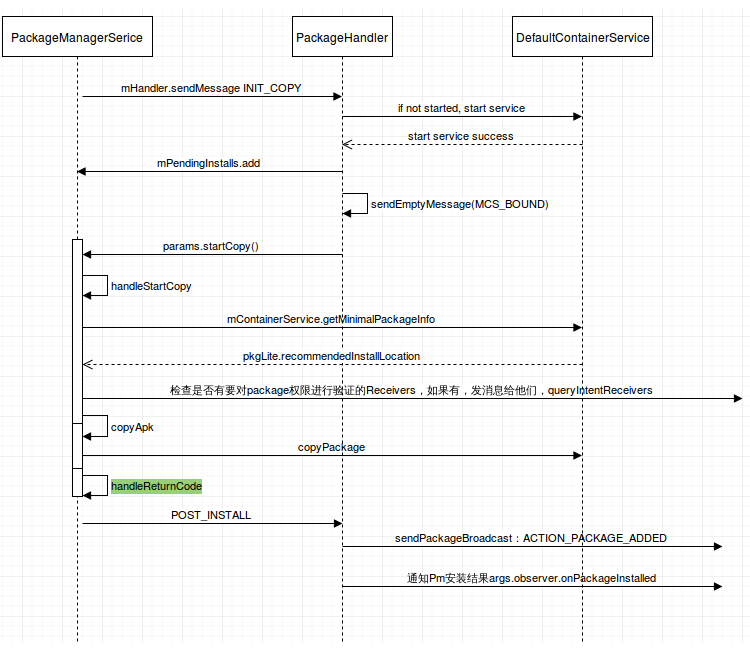 PackageManagerSerice
PackageHandler
DefaultContainerService
mHandler.sendMessage INIT_COPY
if not started, start service
start service success
mPendingInstalls.add
sendEmptyMessage(MCS_BOUND)
params.startCopy()
handleStartCopy
mContainerService.getMinimalPackageInfo
pkgLite.recommendedInstallLocation
检查是否有要对package权限进行验证的Receivers，如果有，发消息给他们，queryIntentReceivers
copyApk
copyPackage
handleReturnCode
POST_INSTALL
sendPackageBroadcast：ACTION_PACKAGE_ADDED
通知Pm安装结果args.observer.onPackageInstalled